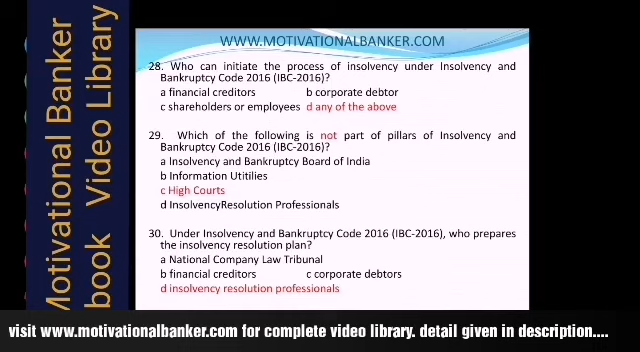 WWW.MOTIVATIONALBANKER.COM
28. Who can initiate the process of insolvency under Insolvency and
Bankruptcy Code 2016 (IBC-2016)?
a financial creditors b corporate debtor
c shareholders or employees d any of the above
29. Which of the following is not part of pillars of Insolvency and
Bankruptcy Code 2016 (IBC-2016)?
a Insolvency and Bankruptcy Board of India
b Information Utitilies
c High Courts
d InsolvencyResolution Professionals
30. Under Insolvency and Bankruptcy Code 2016 (IBC-2016), who prepares
the insolvency resolution plan?
a National Company Law Tribunal
b financial creditors c corporate debtors
d insolvency resolution professionals
Motivational Banker
book Video Library
visit www.motivationalbanker.com for complete video library. detail given in description....